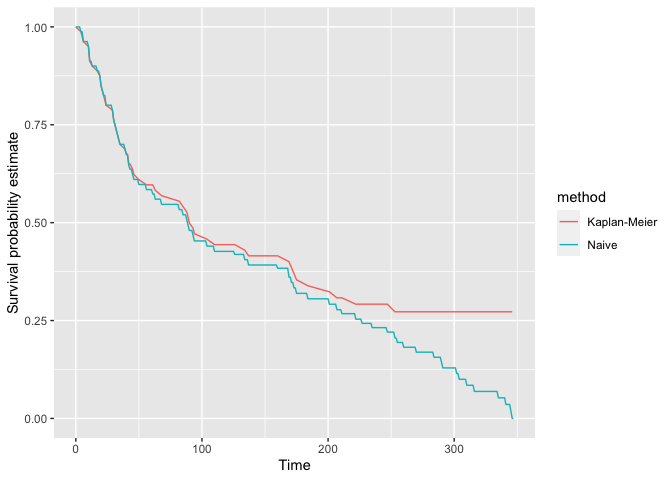 Survival probability estimate
1.00
0.75
0.50
0.25
0.00
0 100 200 300
Time
method
Kaplan-Meier
Naive